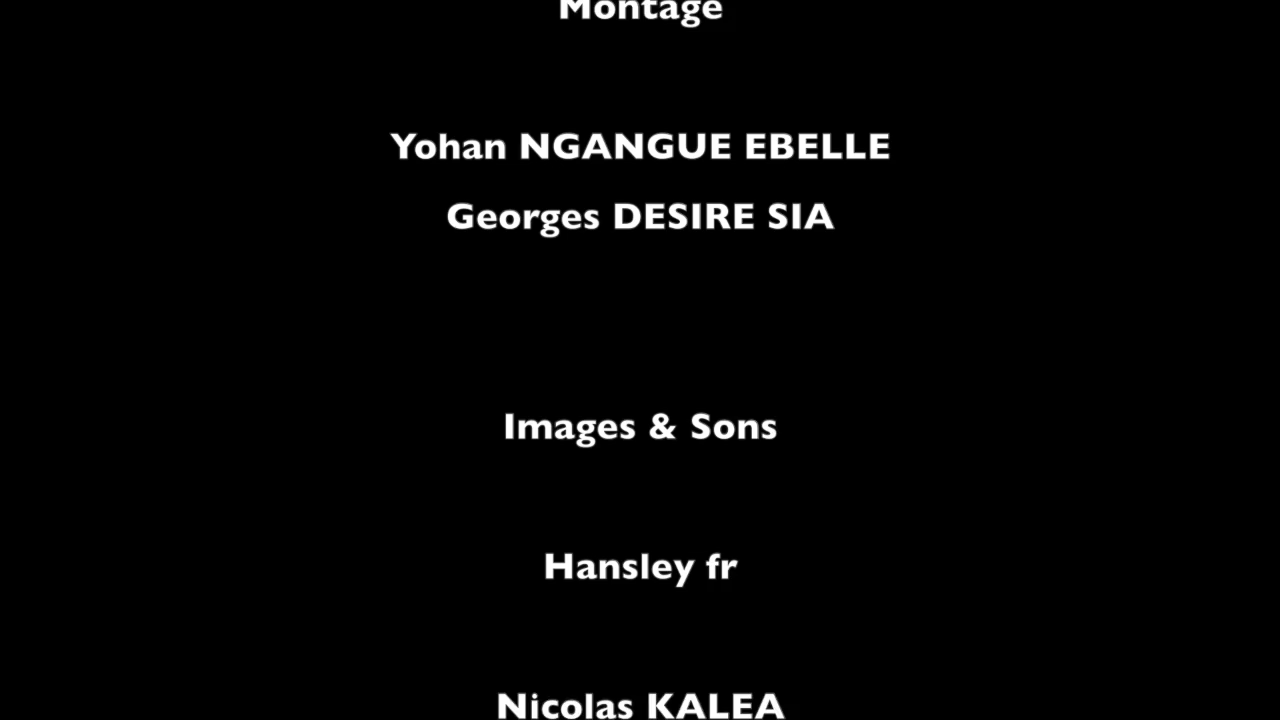 Montage
Yohan NGANGUE EBELLE
Georges DESIRE SIA
Images & Sons
Hansley fr
Nicolas KALEA